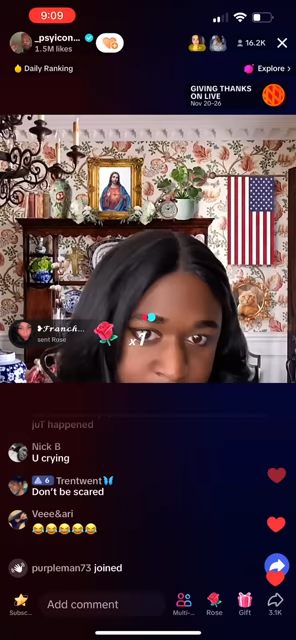 9:09
_psyicon...
1.5M likes
16.2K
Daily Ranking
Explore >
GIVING THANKS
ON LIVE
Nov 20-26
Franch...
sent Rose
x1
juT happened
Nick B
U crying
6 Trentwent🦋
Don't be scared
Veee&ari
😂😂😂😂😂
purpleman73 joined
Subsc...
Add comment
Multi-...
Rose
Gift
3.1K